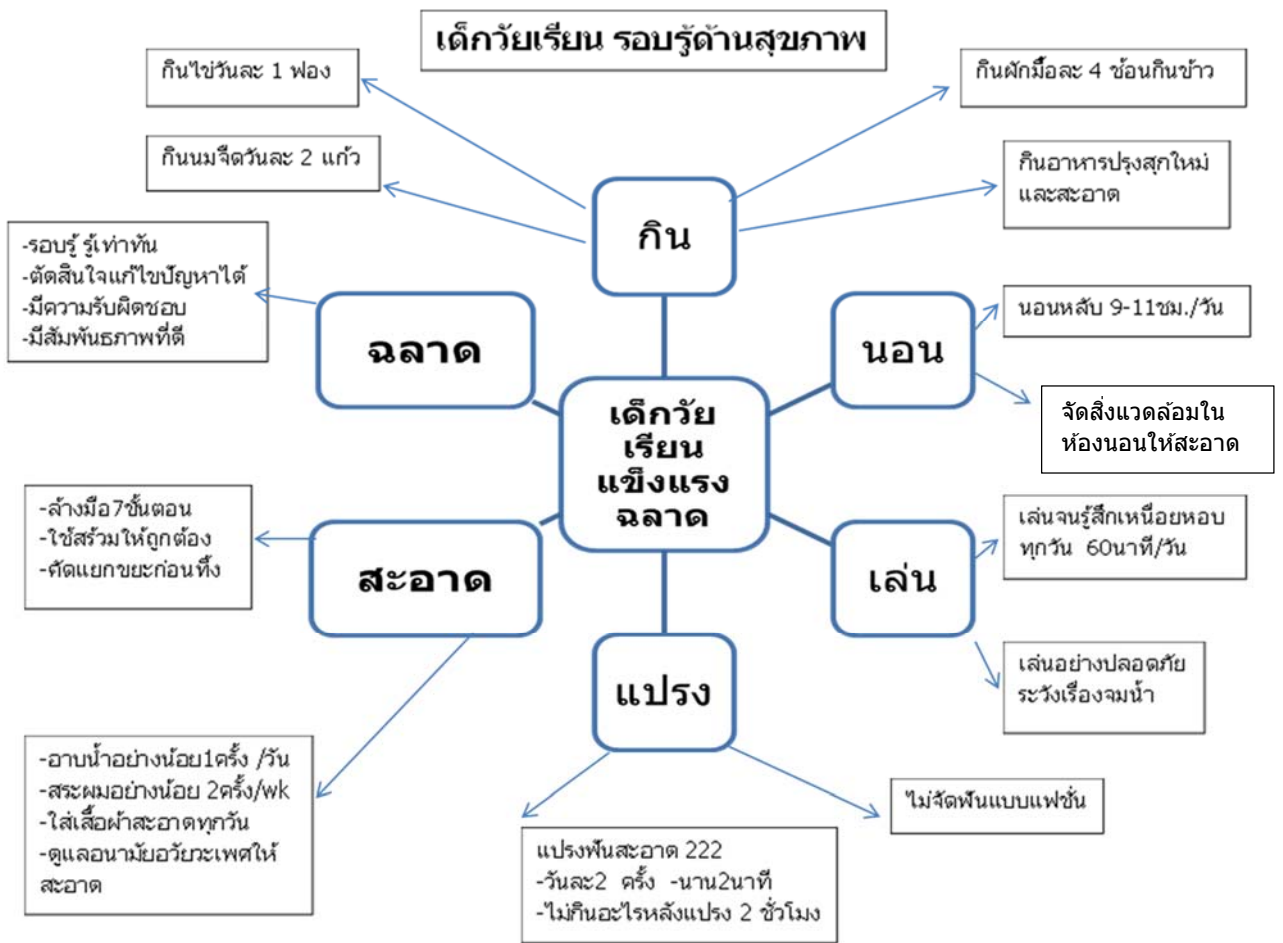 เด็กวัยเรียน รอบรู้ด้านสุขภาพ
กินไข่วันละ 1 ฟอง
กินผักมื้อละ 4 ช้อนกินข้าว
กินนมจืดวันละ 2 แก้ว
กินอาหารปรุงสุกใหม่
และสะอาด
กิน
-รอบรู้ รู้เท่าทัน
-ตัดสินใจแก้ไขปัญหาได้
-มีความรับผิดชอบ
-มีสัมพันธภาพที่ดี
ฉลาด
นอน
นอนหลับ 9-11ชม./วัน
จัดสิ่งแวดล้อมใน
ห้องนอนให้สะอาด
เด็กวัย
เรียน
แข็งแรง
ฉลาด
-ล้างมือ7ขั้นตอน
-ใช้สร้วมให้ถูกต้อง
-คัดแยกขยะก่อนทิ้ง
สะอาด
เล่น
เล่นจนรู้สึกเหนื่อยหอบ
ทุกวัน 60นาที/วัน
เล่นอย่างปลอดภัย
ระวังเรื่องจมน้ำ
แปรง
-อาบน้ำอย่างน้อย1ครั้ง /วัน
-สระผมอย่างน้อย 2ครั้ง/wk
-ใส่เสื้อผ้าสะอาดทุกวัน
-ดูแลอนามัยอวัยวะเพศให้
สะอาด
ไม่จัดฟันแบบแฟชั่น
แปรงฟันสะอาด 222
-วันละ2 ครั้ง -นาน2นาที
-ไม่กินอะไรหลังแปรง 2 ชั่วโมง